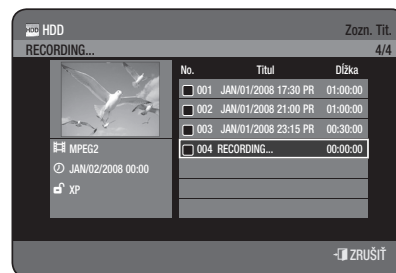 HDD HDD Zozn. Tit.
RECORDING... 4/4
No. Titul Dĺžka
001 JAN/01/2008 17:30 PR 01:00:00
002 JAN/01/2008 21:00 PR 01:00:00
003 JAN/01/2008 23:15 PR 00:30:00
004 RECORDING... 00:00:00
MPEG2
JAN/02/2008 00:00
XP
ZRUŠIŤ